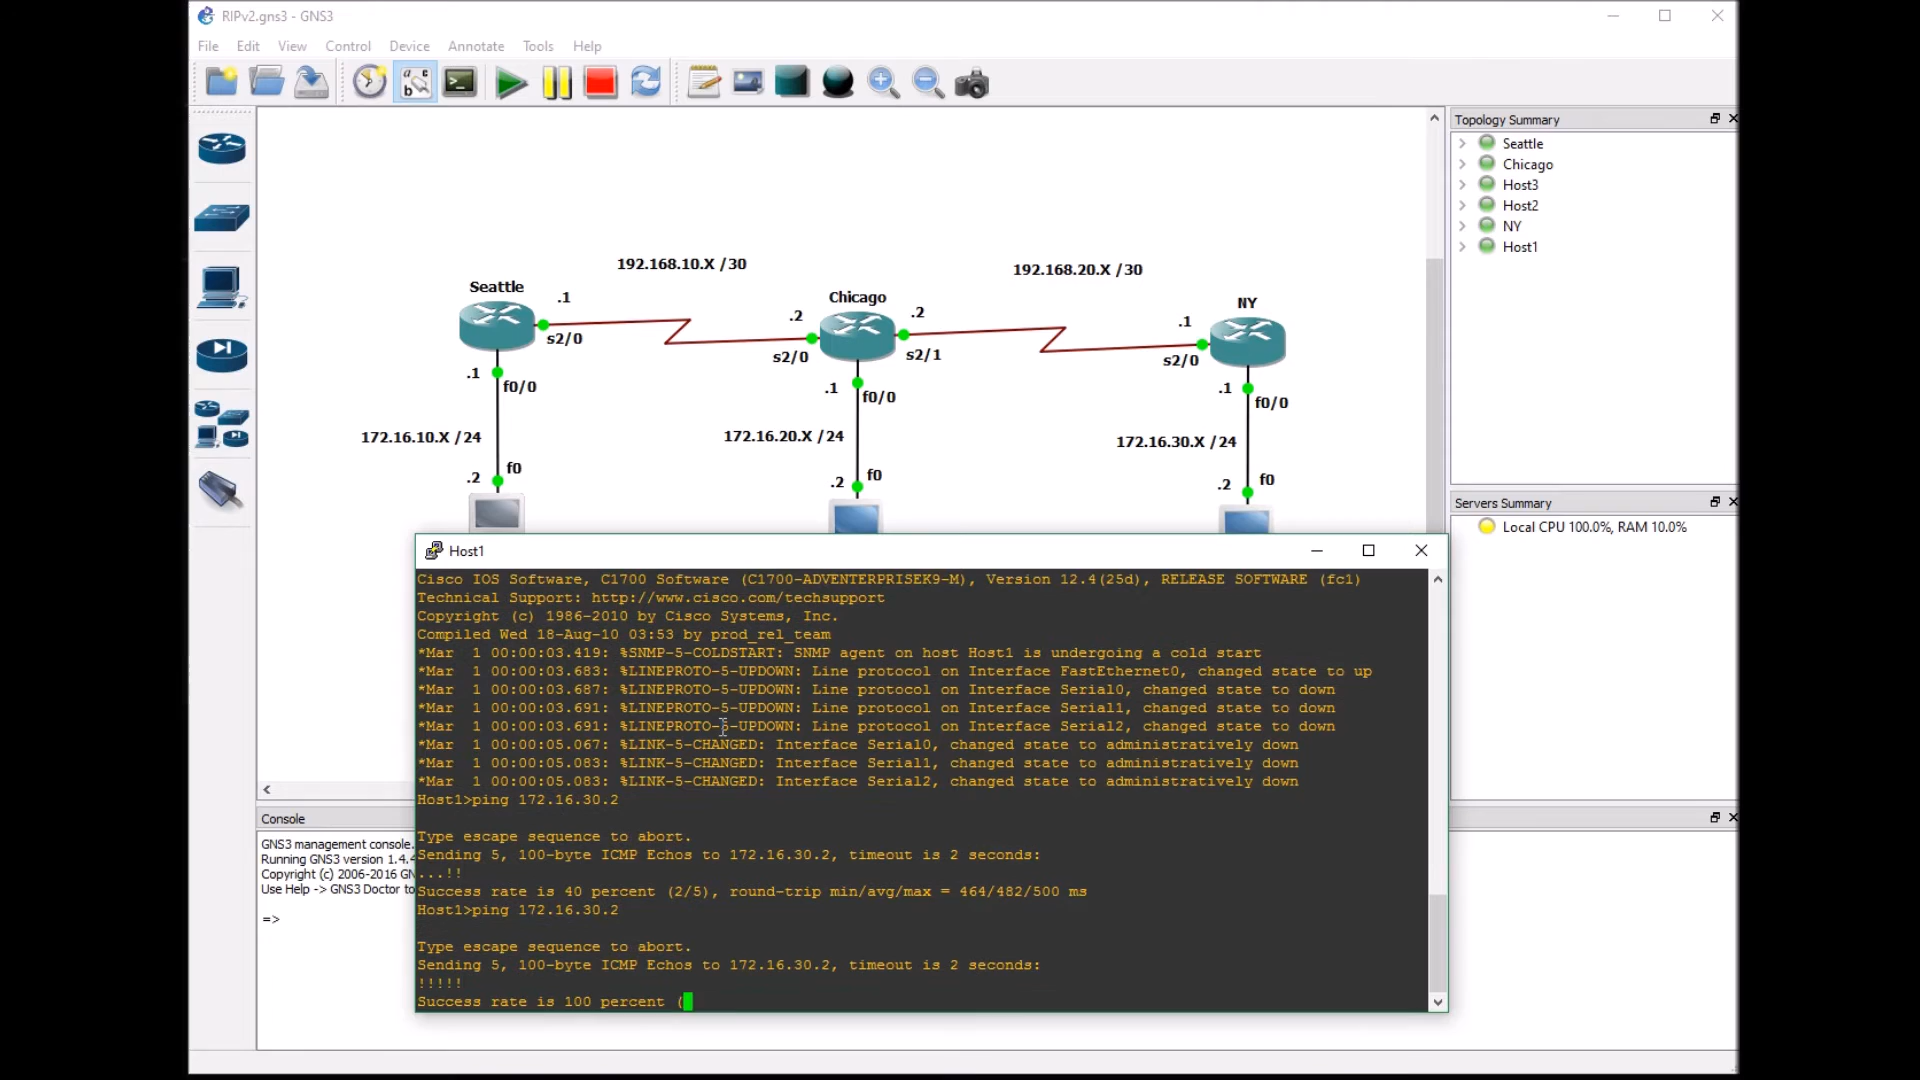 RIPv2.gns3 - GNS3
File Edit View Control Device Annotate Tools Help
Topology Summary
Seattle
Chicago
Host3
Host2
NY
Host1
Servers Summary
Local CPU 100.0%, RAM 10.0%
192.168.10.X /30
192.168.20.X /30
Seattle
.1
s2/0
Chicago
.2
s2/0
.2
s2/1
NY
.1
s2/0
.1
f0/0
.1
f0/0
.1
f0/0
172.16.10.X /24
172.16.20.X /24
172.16.30.X /24
.2
f0
.2
f0
.2
f0
Console
GNS3 management console.
Running GNS3 version 1.4.4
Copyright (c) 2006-2016 GN
Use Help -> GNS3 Doctor to
=>
Host1
Cisco IOS Software, C1700 Software (C1700-ADVENTERPRISEK9-M), Version 12.4(25d), RELEASE SOFTWARE (fc1)
Technical Support: http://www.cisco.com/techsupport
Copyright (c) 1986-2010 by Cisco Systems, Inc.
Compiled Wed 18-Aug-10 03:53 by prod_rel_team
*Mar  1 00:00:03.419: %SNMP-5-COLDSTART: SNMP agent on host Host1 is undergoing a cold start
*Mar  1 00:00:03.683: %LINEPROTO-5-UPDOWN: Line protocol on Interface FastEthernet0, changed state to up
*Mar  1 00:00:03.687: %LINEPROTO-5-UPDOWN: Line protocol on Interface Serial0, changed state to down
*Mar  1 00:00:03.691: %LINEPROTO-5-UPDOWN: Line protocol on Interface Serial1, changed state to down
*Mar  1 00:00:03.691: %LINEPROTO-5-UPDOWN: Line protocol on Interface Serial2, changed state to down
*Mar  1 00:00:05.067: %LINK-5-CHANGED: Interface Serial0, changed state to administratively down
*Mar  1 00:00:05.083: %LINK-5-CHANGED: Interface Serial1, changed state to administratively down
*Mar  1 00:00:05.083: %LINK-5-CHANGED: Interface Serial2, changed state to administratively down
Host1>ping 172.16.30.2
Type escape sequence to abort.
Sending 5, 100-byte ICMP Echos to 172.16.30.2, timeout is 2 seconds:
...!!
Success rate is 40 percent (2/5), round-trip min/avg/max = 464/482/500 ms
Host1>ping 172.16.30.2
Type escape sequence to abort.
Sending 5, 100-byte ICMP Echos to 172.16.30.2, timeout is 2 seconds:
!!!!!
Success rate is 100 percent (